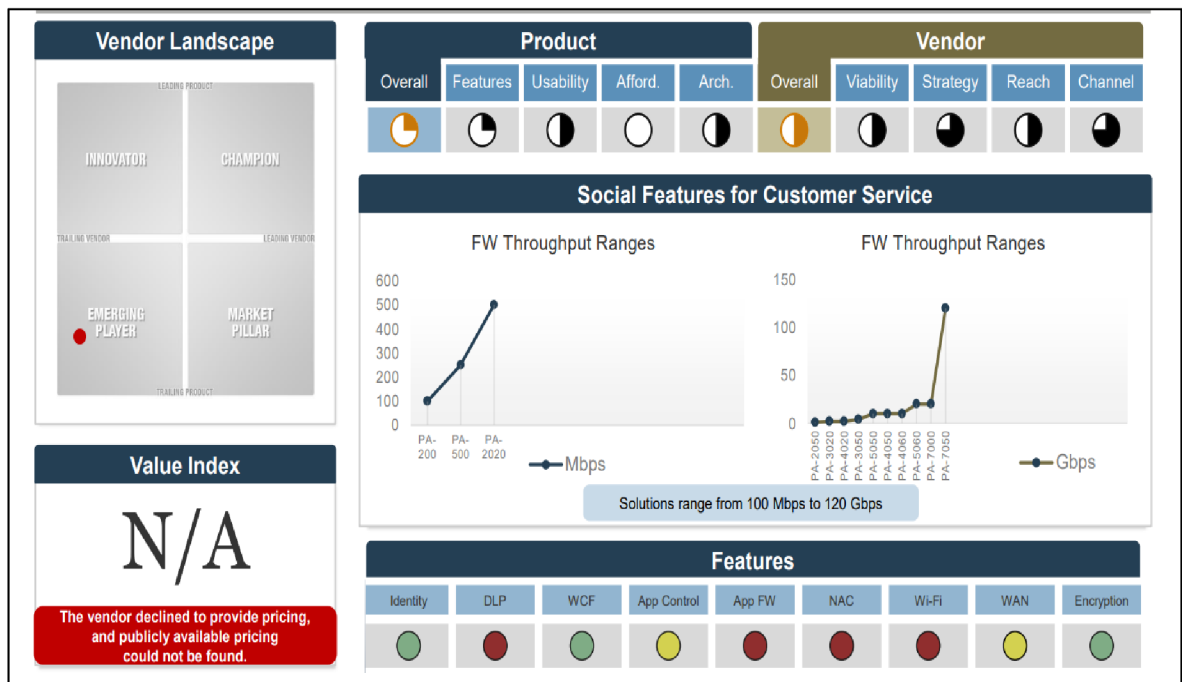 Vendor Landscape
LEADING PRODUCT
INNOVATOR
CHAMPION
TRAILING VENDOR
LEADING VENDOR
EMERGING
PLAYER
MARKET
PILLAR
TRAILING PRODUCT
Value Index
N/A
The vendor declined to provide pricing,
and publicly available pricing
could not be found.
Product
Vendor
Overall
Features
Usability
Afford.
Arch.
Overall
Viability
Strategy
Reach
Channel
Social Features for Customer Service
FW Throughput Ranges
600
500
400
300
200
100
0
PA-
200
PA-
500
PA-
2020
Mbps
FW Throughput Ranges
150
100
50
0
PA-2050
PA-3020
PA-4020
PA-3050
PA-5050
PA-4050
PA-4060
PA-5060
PA-7000
PA-7050
Gbps
Solutions range from 100 Mbps to 120 Gbps
Features
Identity
DLP
WCF
App Control
App FW
NAC
Wi-Fi
WAN
Encryption